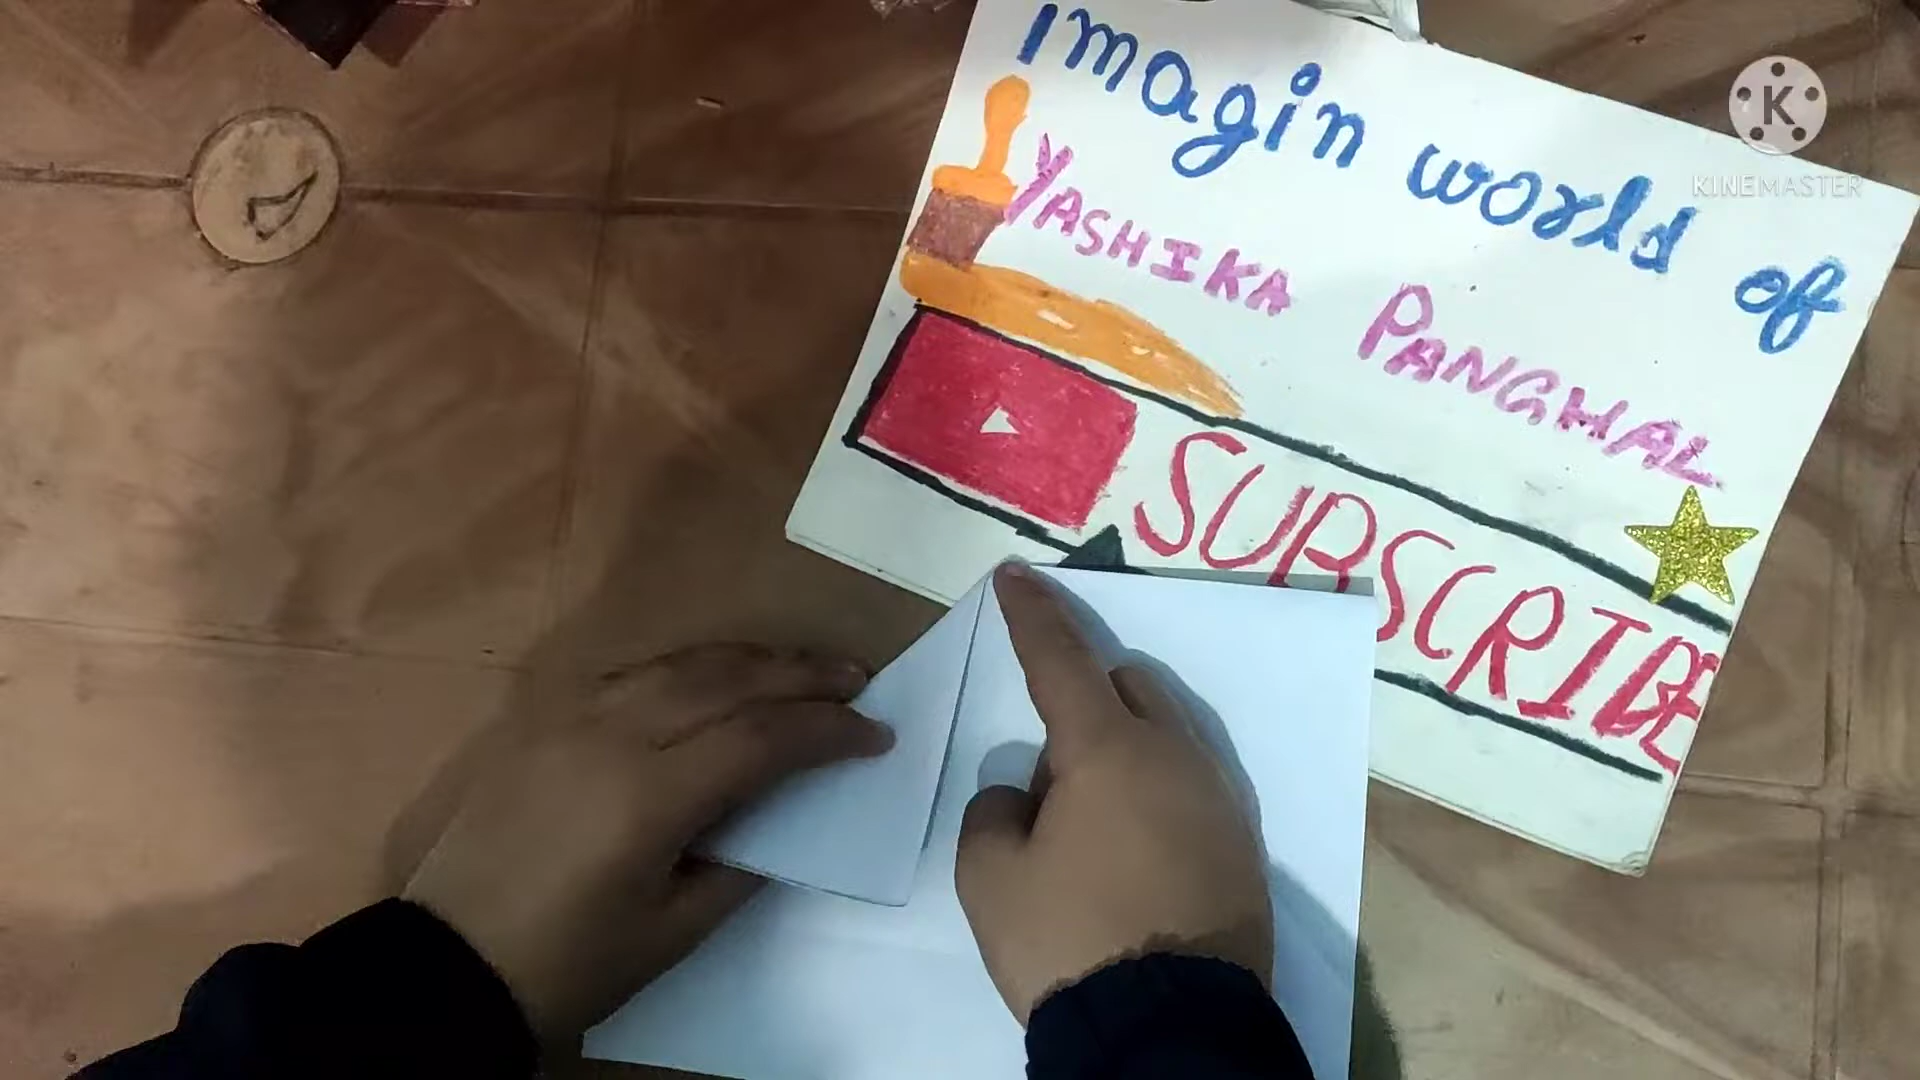 Imagin world of
YASHIKA PANGHAL
SUBSCRIBE
K
KINEMASTER